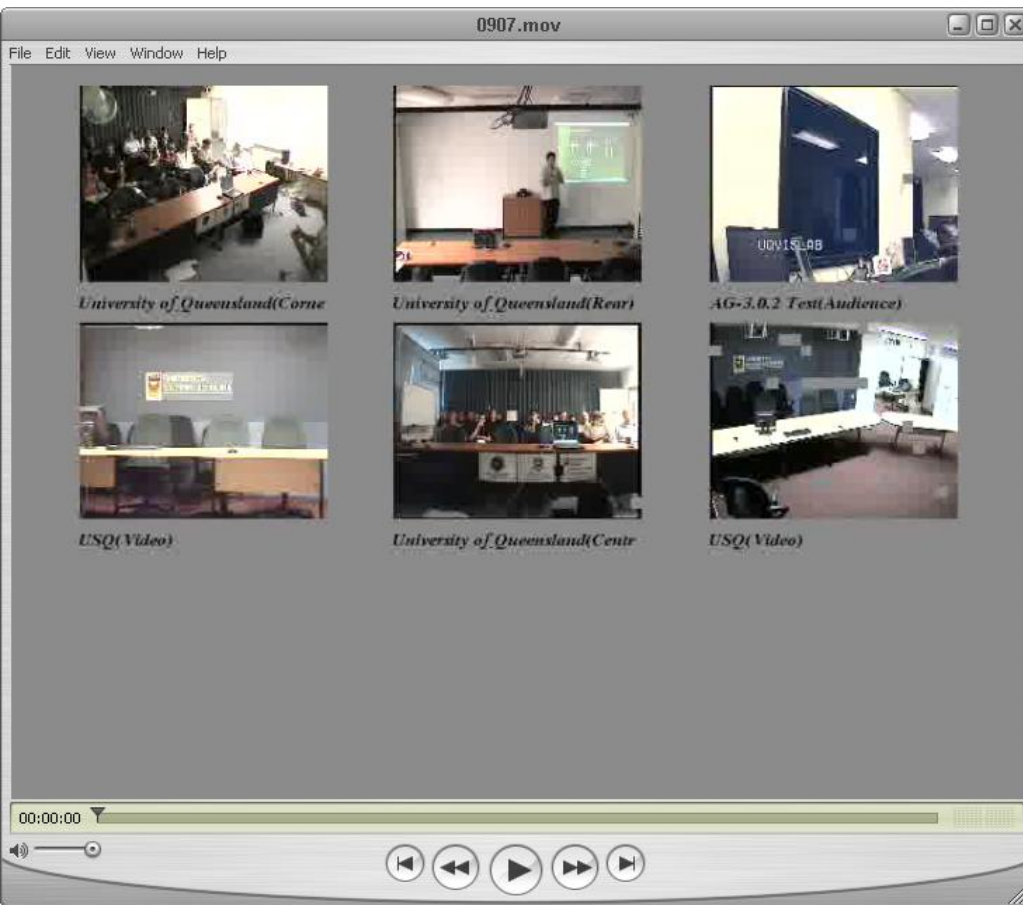 0907.mov
File Edit View Window Help
UQVISLAB
University of Queensland(Corne
University of Queensland(Rear)
AG-3.0.2 Test(Audience)
USQ(Video)
University of Queensland(Centr
USQ(Video)
00:00:00